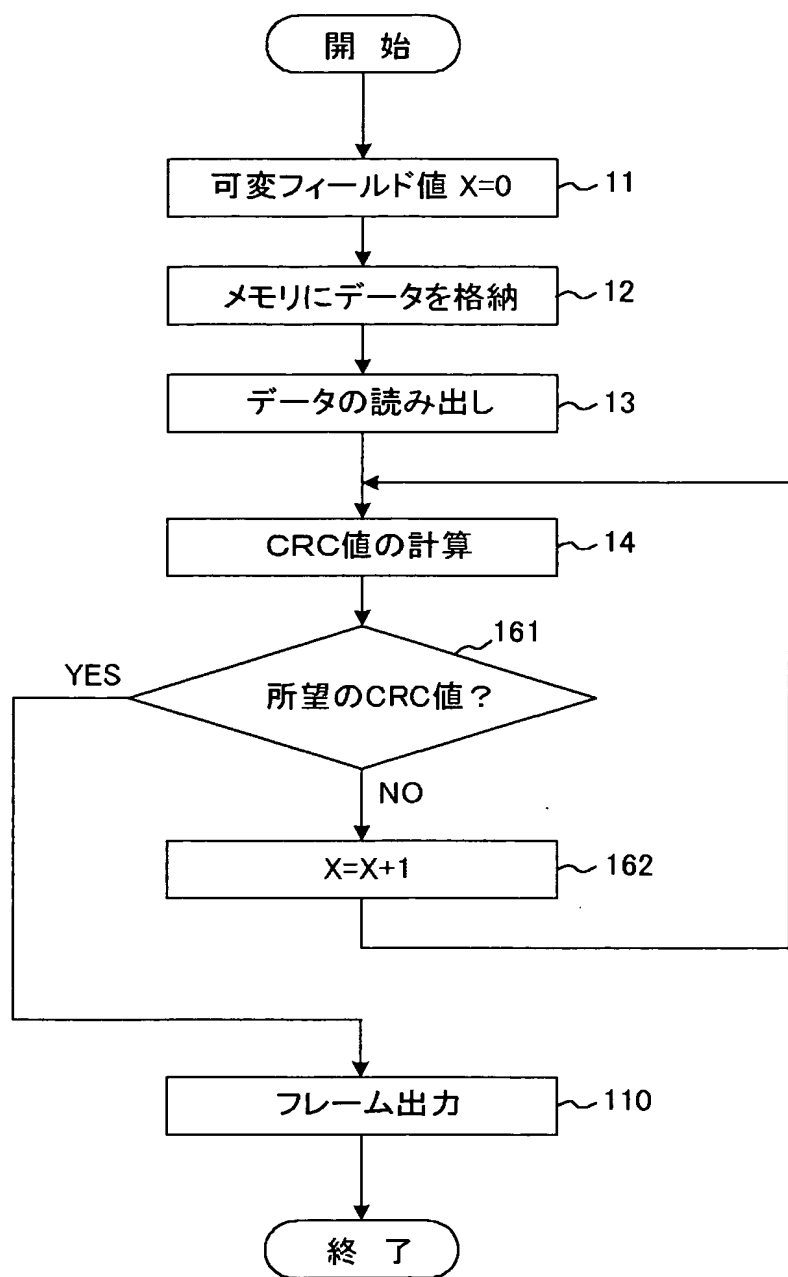 開 始
可変フィールド値 X=0
11
メモリにデータを格納
12
データの読み出し
13
CRC値の計算
14
161
YES
所望のCRC値?
NO
X=X+1
162
フレーム出力
110
終 了